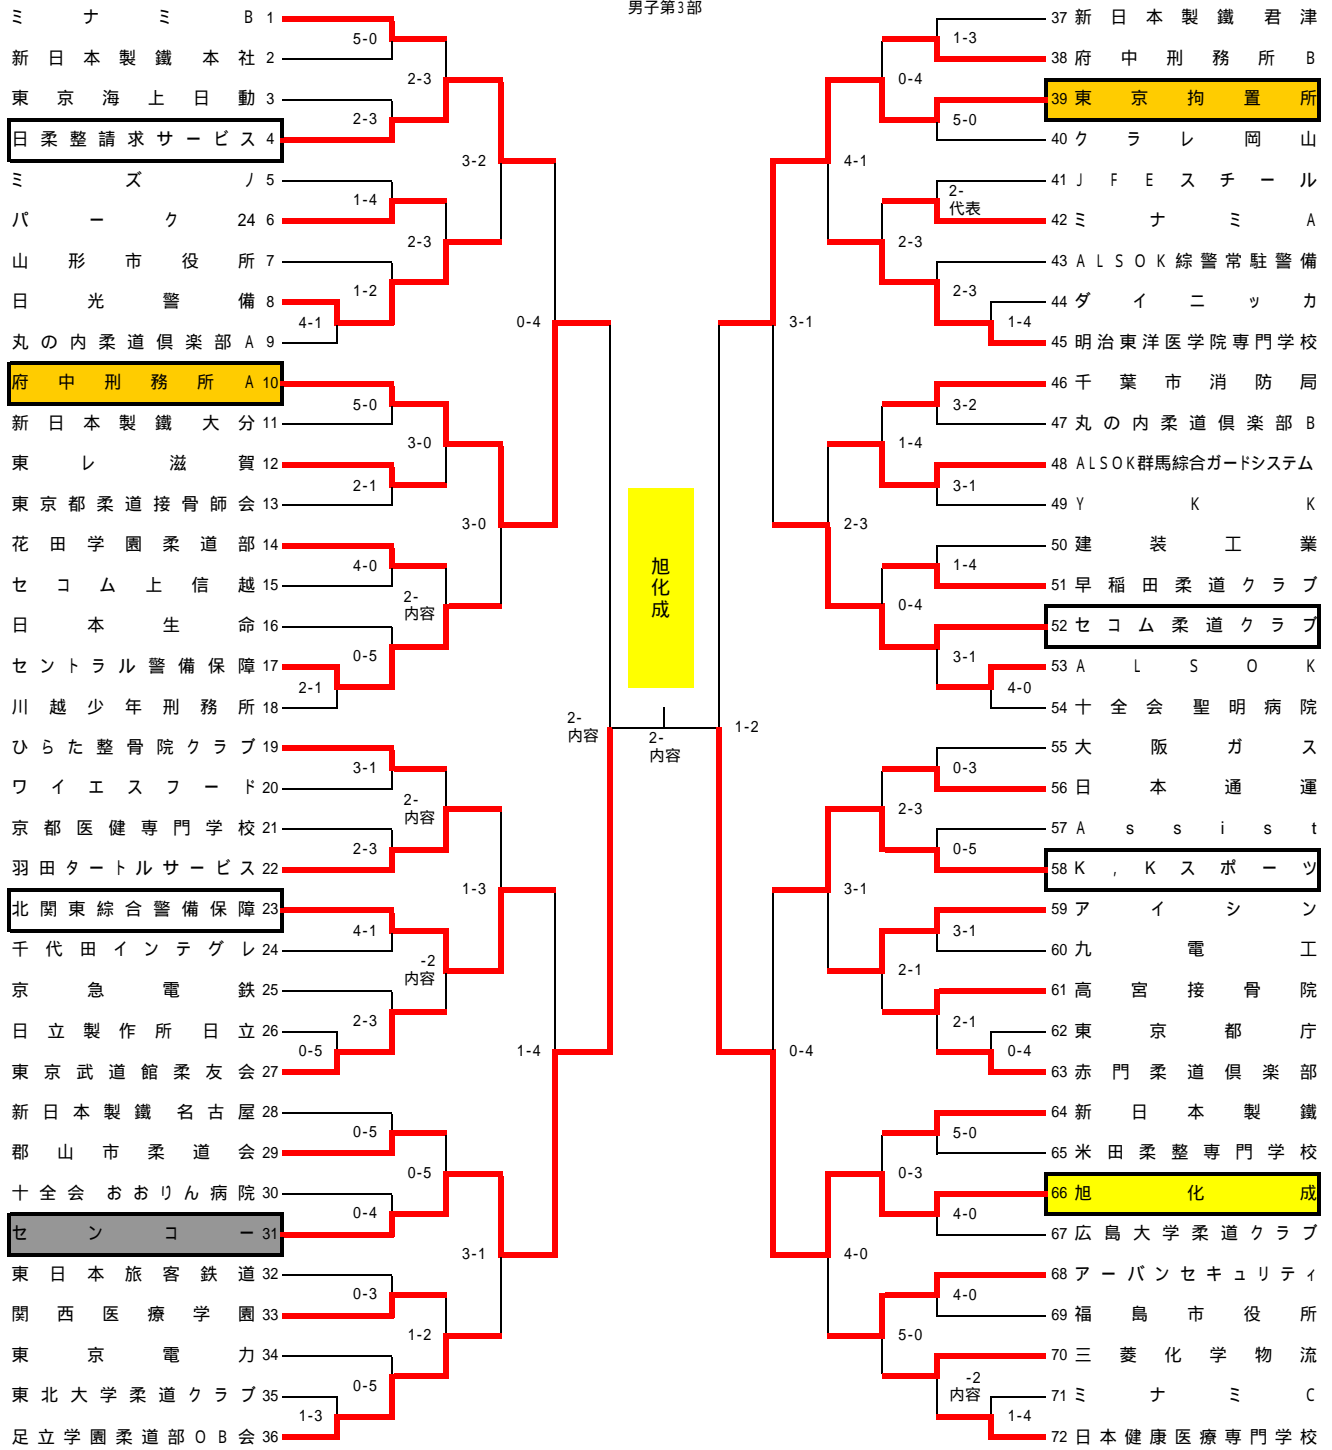 男子第3部
ミナミB 1
5-0
新日本製鐵 本社 2
2-3
東京海上日動 3
2-3
日柔整請求サービス 4
3-2
ミズノ 5
1-4
パーク24 6
2-3
山形市役所 7
1-2
日光警備 8
4-1
丸の内柔道倶楽部A 9
0-4
府中刑務所A 10
5-0
新日本製鐵 大分 11
3-0
東レ滋賀 12
2-1
東京都柔道接骨師会 13
3-0
花田学園柔道部 14
4-0
セコム上信越 15
2-
内容
日本生命 16
0-5
セントラル警備保障 17
2-1
川越少年刑務所 18
2-
内容
ひらた整骨院クラブ 19
3-1
ワイエスフード 20
2-
内容
京都医健専門学校 21
2-3
羽田タートルサービス 22
1-3
北関東綜合警備保障 23
4-1
千代田インテグレ 24
-2
内容
京急電鉄 25
2-3
日立製作所 日立 26
0-5
東京武道館柔友会 27
1-4
新日本製鐵 名古屋 28
0-5
郡山市柔道会 29
0-5
十全会 おおりん病院 30
0-4
センコー 31
3-1
東日本旅客鉄道 32
0-3
関西医療学園 33
1-2
東京電力 34
0-5
東北大学柔道クラブ 35
1-3
足立学園柔道部OB会 36
旭化成
2-
内容
37 新日本製鐵 君津
1-3
38 府中刑務所B
0-4
39 東京拘置所
5-0
40 クラレ岡山
4-1
41 JFEスチール
2-
代表
42 ミナミA
2-3
43 ALSOK綜警常駐警備
2-3
44 ダイニッカ
1-4
45 明治東洋医学院専門学校
3-1
46 千葉市消防局
3-2
47 丸の内柔道倶楽部B
1-4
48 ALSOK群馬綜合ガードシステム
3-1
49 YKK
2-3
50 建装工業
1-4
51 早稲田柔道クラブ
0-4
52 セコム柔道クラブ
3-1
53 ALSOK
4-0
54 十全会 聖明病院
1-2
55 大阪ガス
0-3
56 日本通運
2-3
57 Assist
0-5
58 K,Kスポーツ
3-1
59 アイシン
3-1
60 九電工
2-1
61 高宮接骨院
2-1
62 東京都庁
0-4
63 赤門柔道倶楽部
0-4
64 新日本製鐵
5-0
65 米田柔整専門学校
0-3
66 旭化成
4-0
67 広島大学柔道クラブ
4-0
68 アーバンセキュリティ
4-0
69 福島市役所
5-0
70 三菱化学物流
-2
内容
71 ミナミC
1-4
72 日本健康医療専門学校